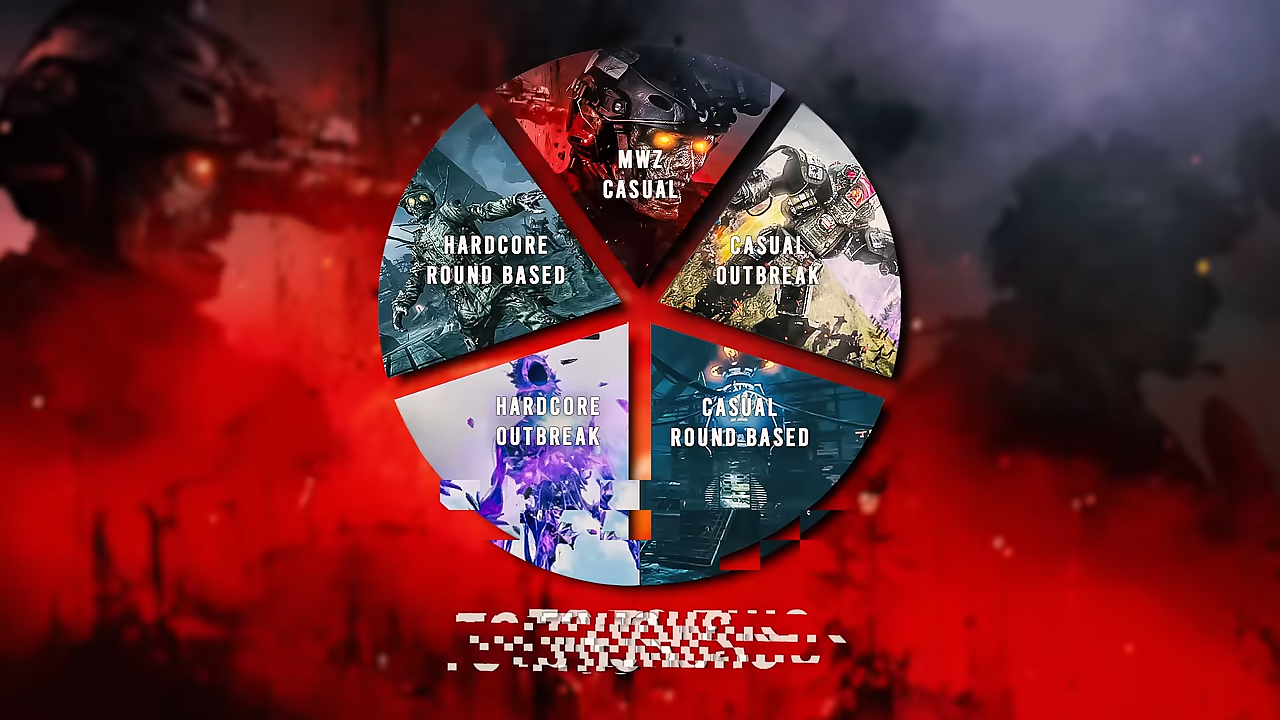 MWZ
CASUAL
HARDCORE
ROUND BASED
CASUAL
OUTBREAK
HARDCORE
OUTBREAK
CASUAL
ROUND BASED